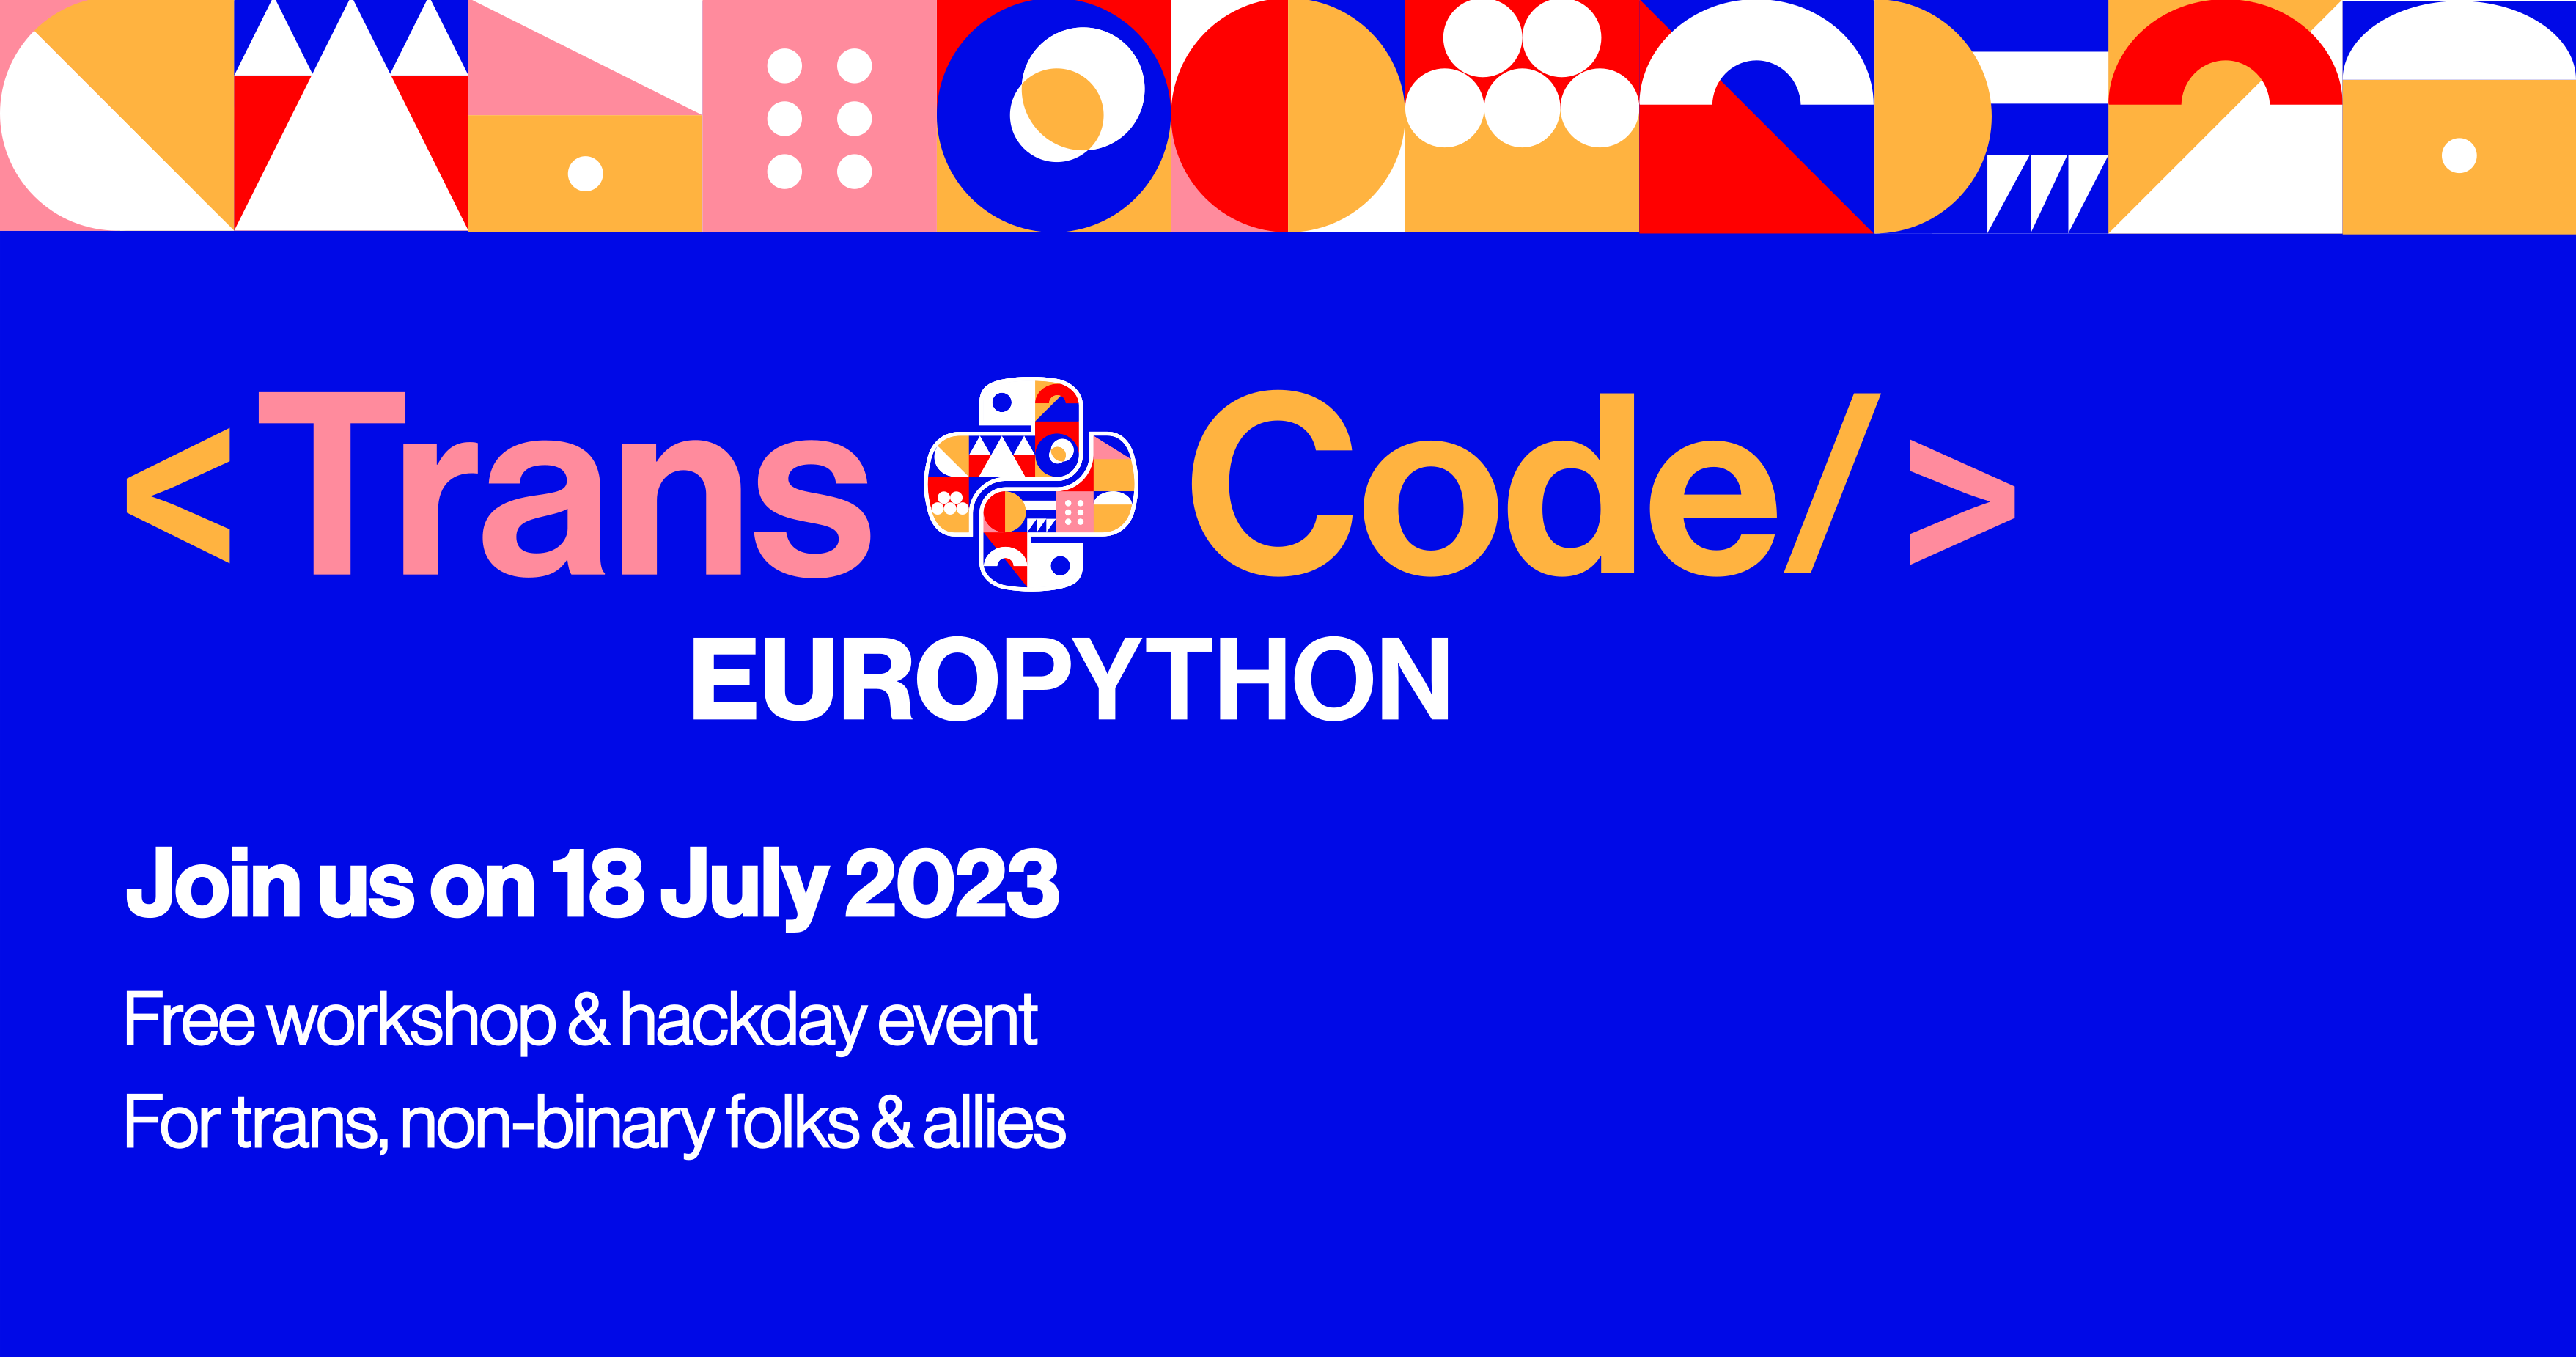 <Trans Code/>
EUROPYTHON
Join us on 18 July 2023
Free workshop & hackday event
For trans, non-binary folks & allies